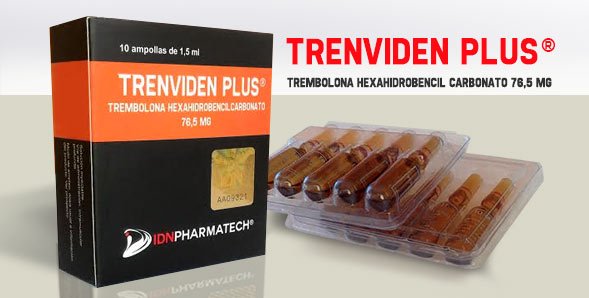 10 ampollas de 1,5 ml
TRENVIDEN PLUS®
TREMBOLONA HEXAHIDROBENCILCARBONATO
76,5 MG
AA09321
IDNPHARMATECH®
TRENVIDEN PLUS®
TREMBOLONA HEXAHIDROBENCIL CARBONATO 76,5 MG